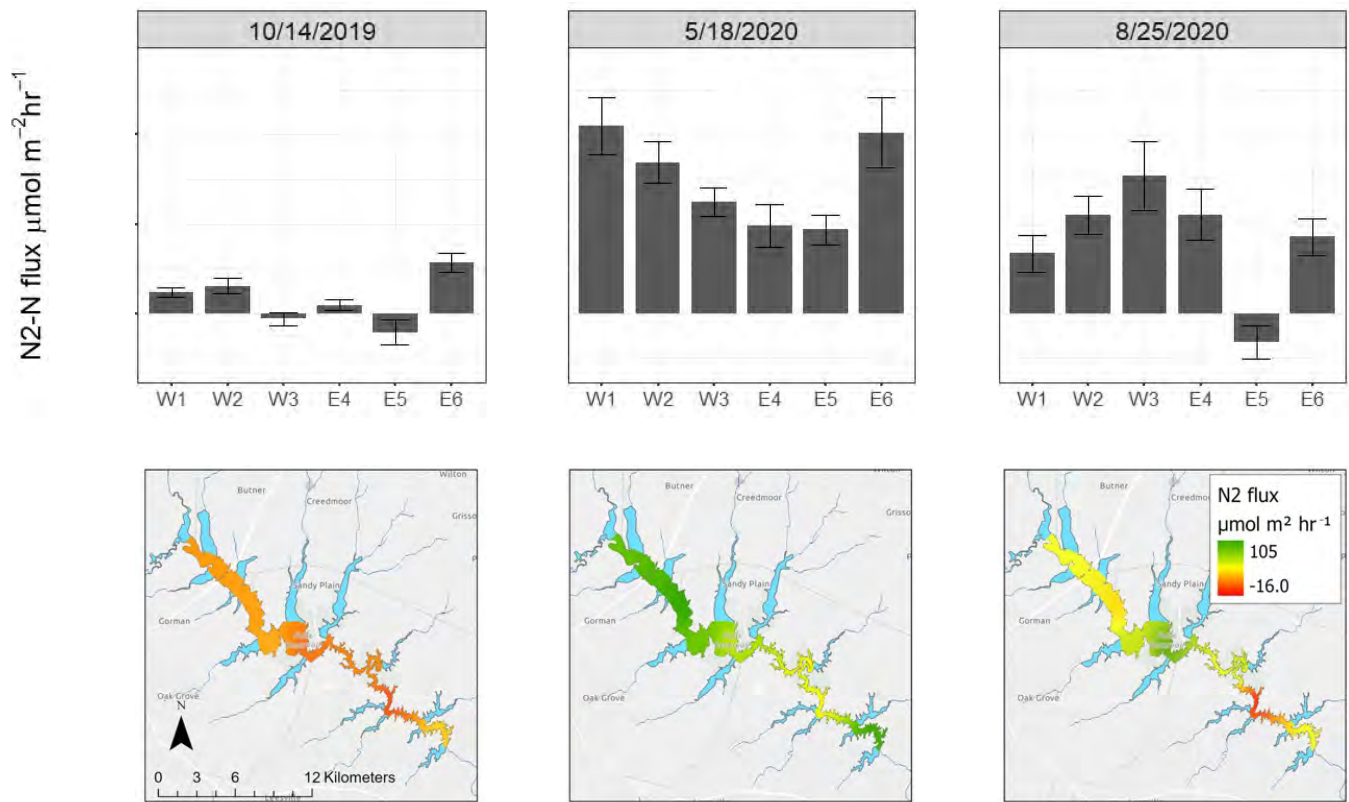 10/14/2019
5/18/2020
8/25/2020
N2-N flux μmol m⁻²hr⁻¹
W1 W2 W3 E4 E5 E6
W1 W2 W3 E4 E5 E6
W1 W2 W3 E4 E5 E6
Wilton
Butner
Creedmoor
Grisso
Sandy Plain
Gorman
Oak Grove
N
0 3 6 12 Kilometers
Leesville
Butner
Creedmoor
Grisso
Sandy Plain
Gorman
Oak Grove
Butner
Creedmoor
Sandy Plain
Gorman
Oak Grove
N2 flux
μmol m² hr⁻¹
105
-16.0